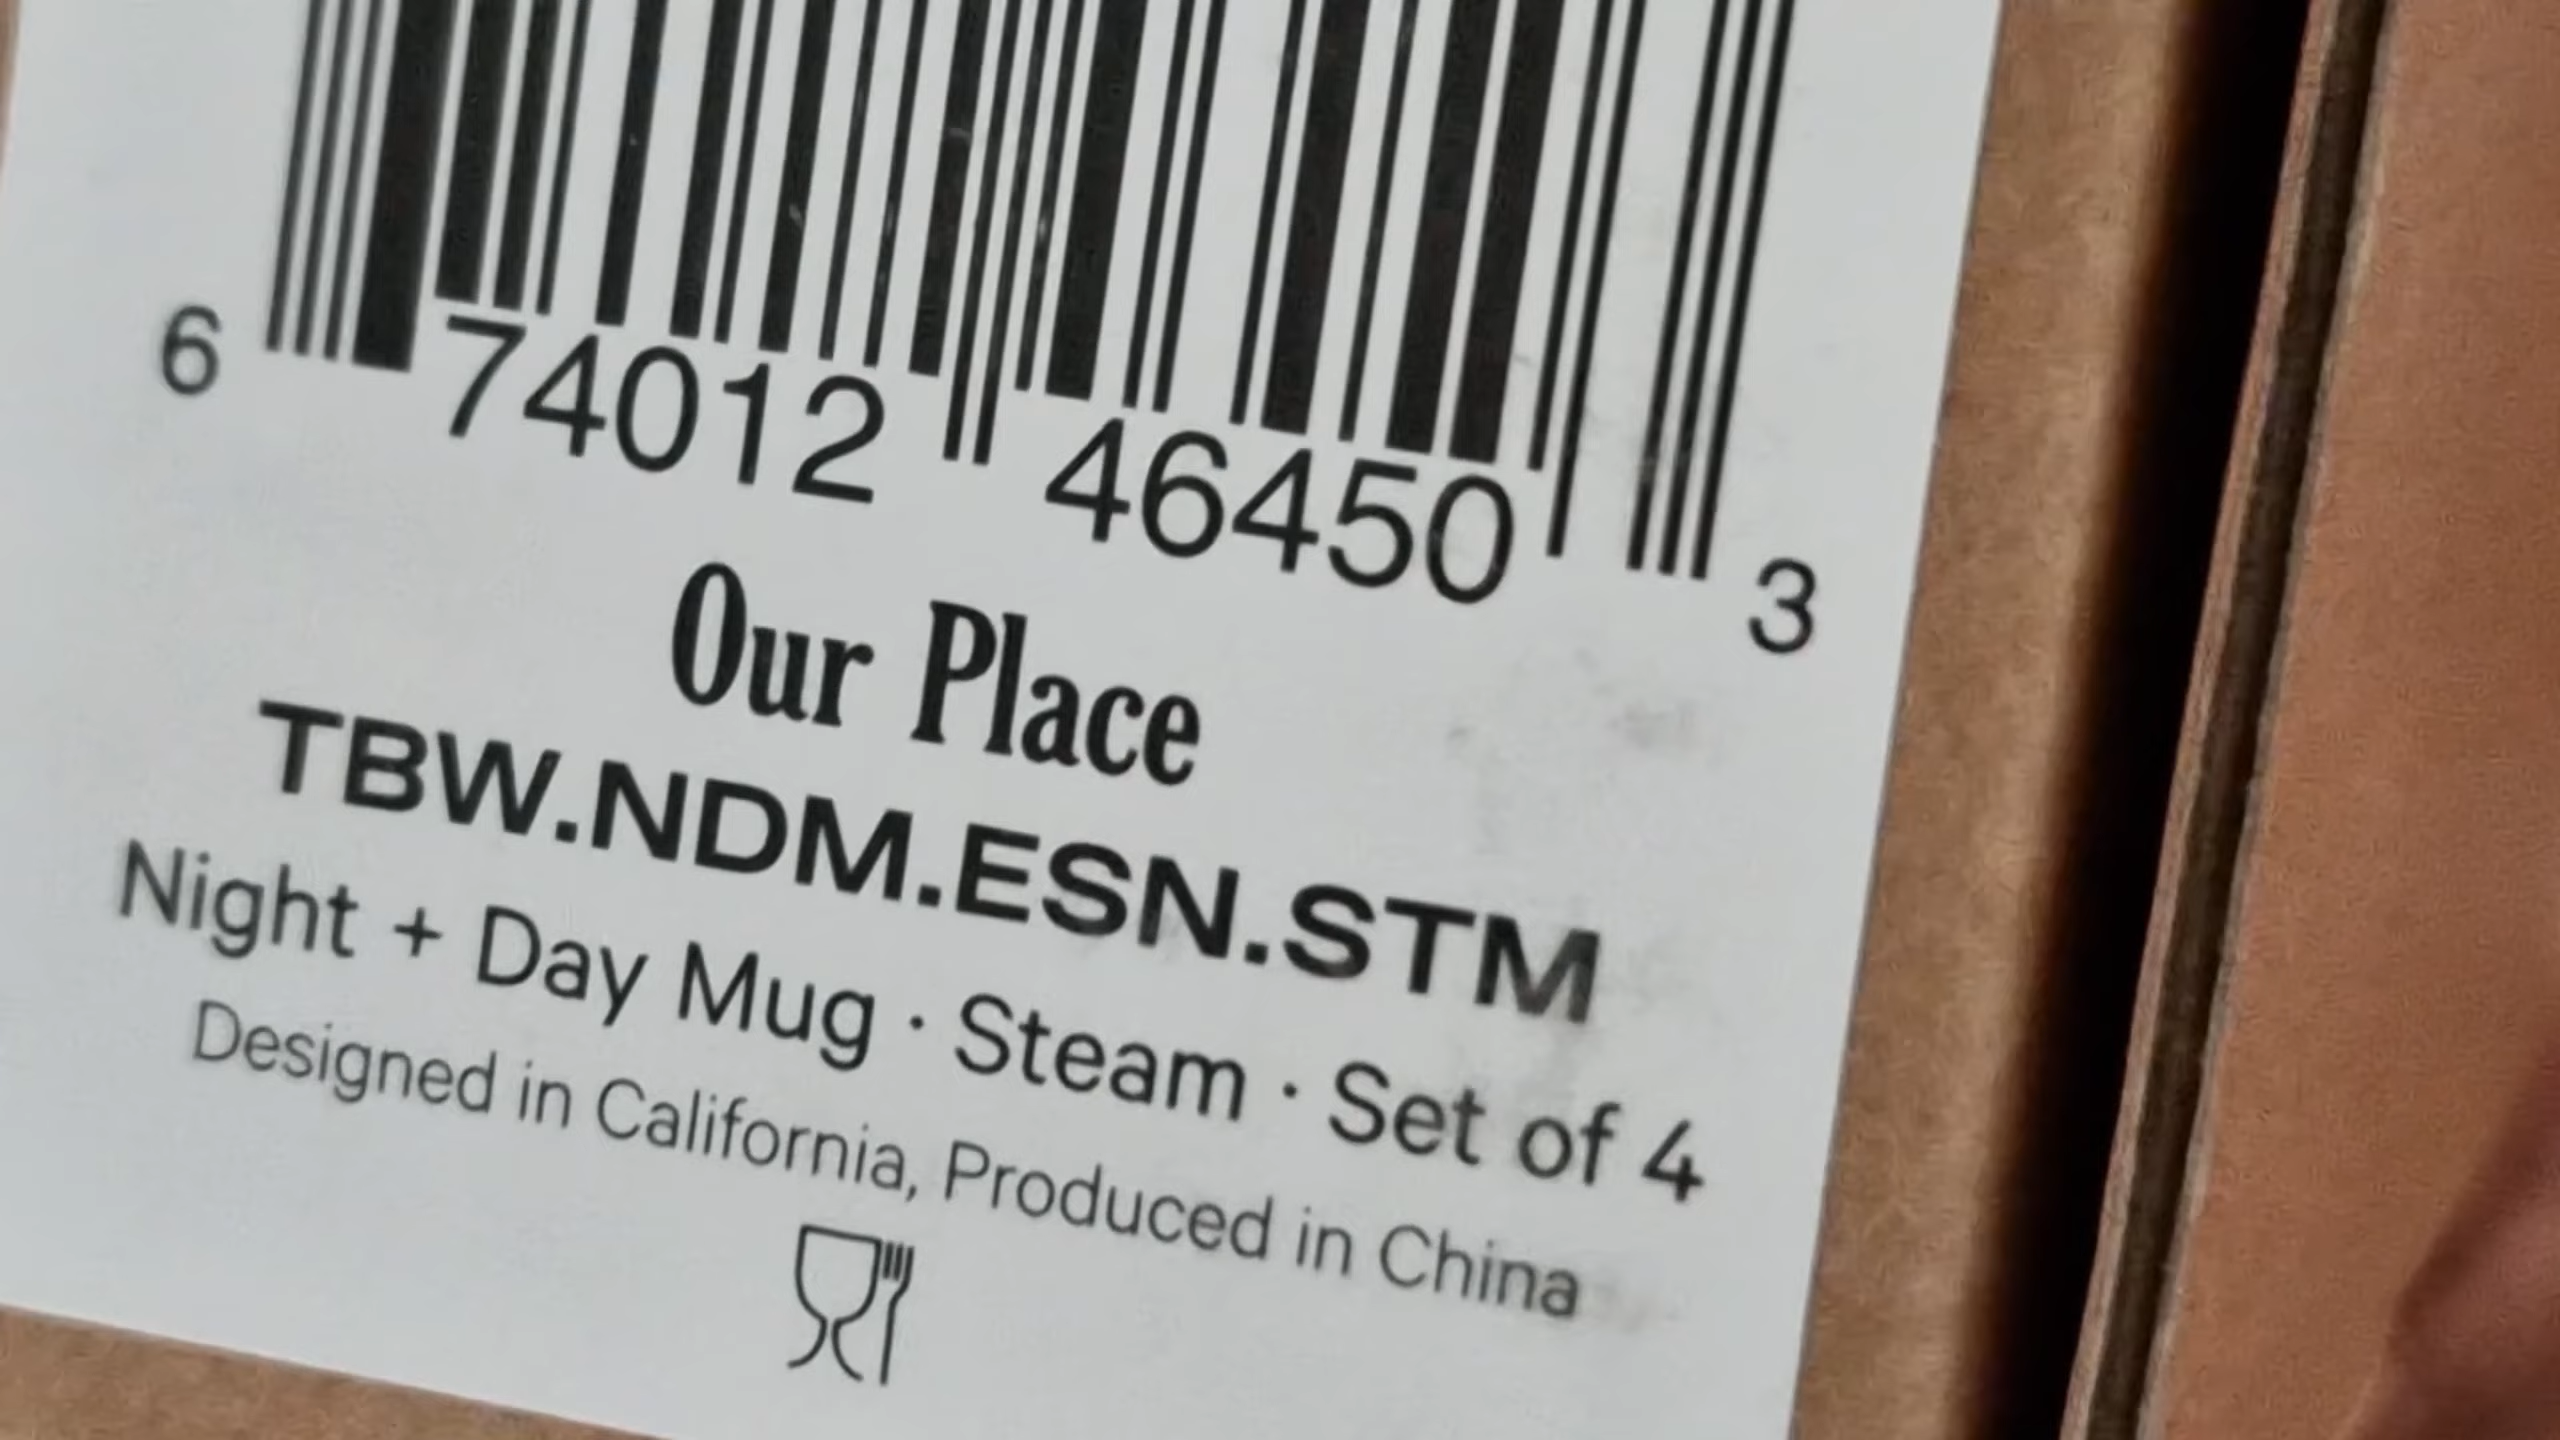 6 74012 46450 3
Our Place
TBW.NDM.ESN.STM
Night + Day Mug · Steam · Set of 4
Designed in California, Produced in China